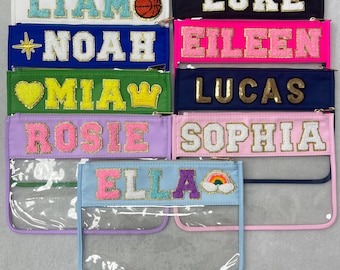 LIAM
LUKE
NOAH
EILEEN
MIA
LUCAS
ROSIE
SOPHIA
ELLA